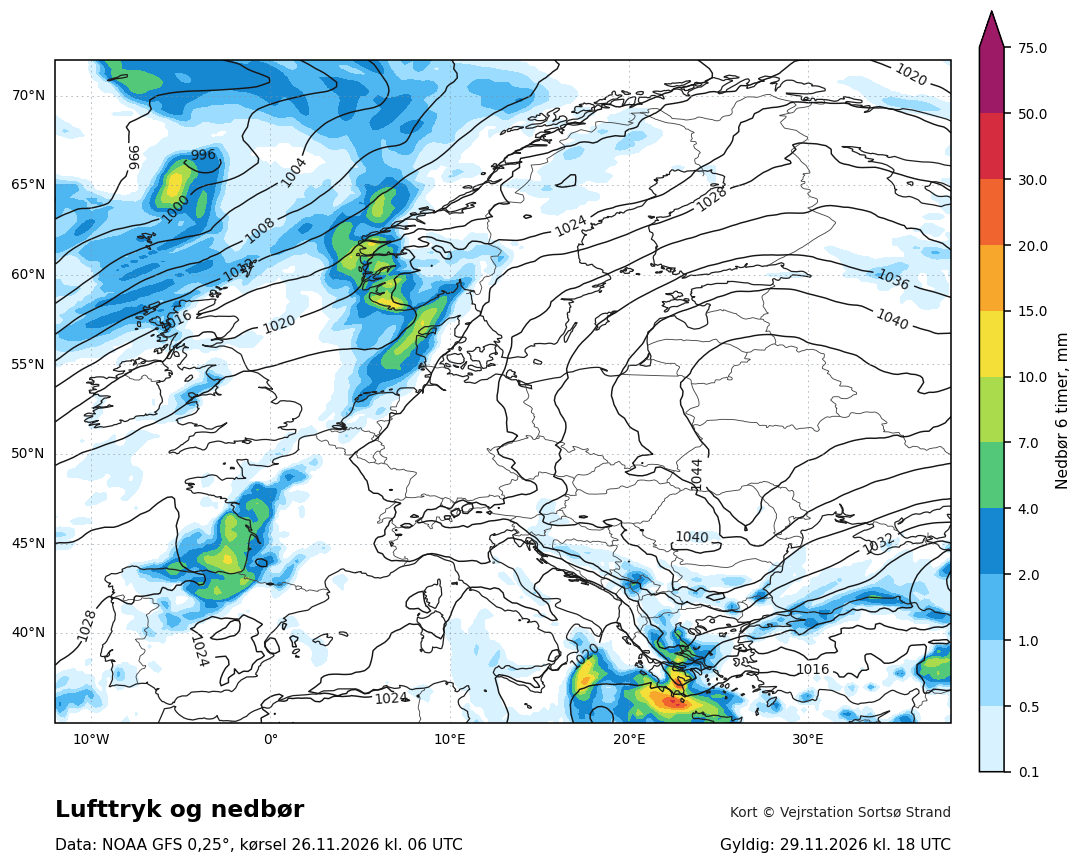 75.0
50.0
30.0
20.0
15.0
10.0
7.0
4.0
2.0
1.0
0.5
0.1
Nedbør 6 timer, mm
70°N
65°N
60°N
55°N
50°N
45°N
40°N
10°W
0°
10°E
20°E
30°E
1020
996
996
1004
1000
1008
1012
1016
1020
1024
1028
1036
1040
1044
1040
1032
1028
1024
1020
1016
1024
Lufttryk og nedbør
Kort © Vejrstation Sortsø Strand
Data: NOAA GFS 0,25°, kørsel 26.11.2026 kl. 06 UTC
Gyldig: 29.11.2026 kl. 18 UTC